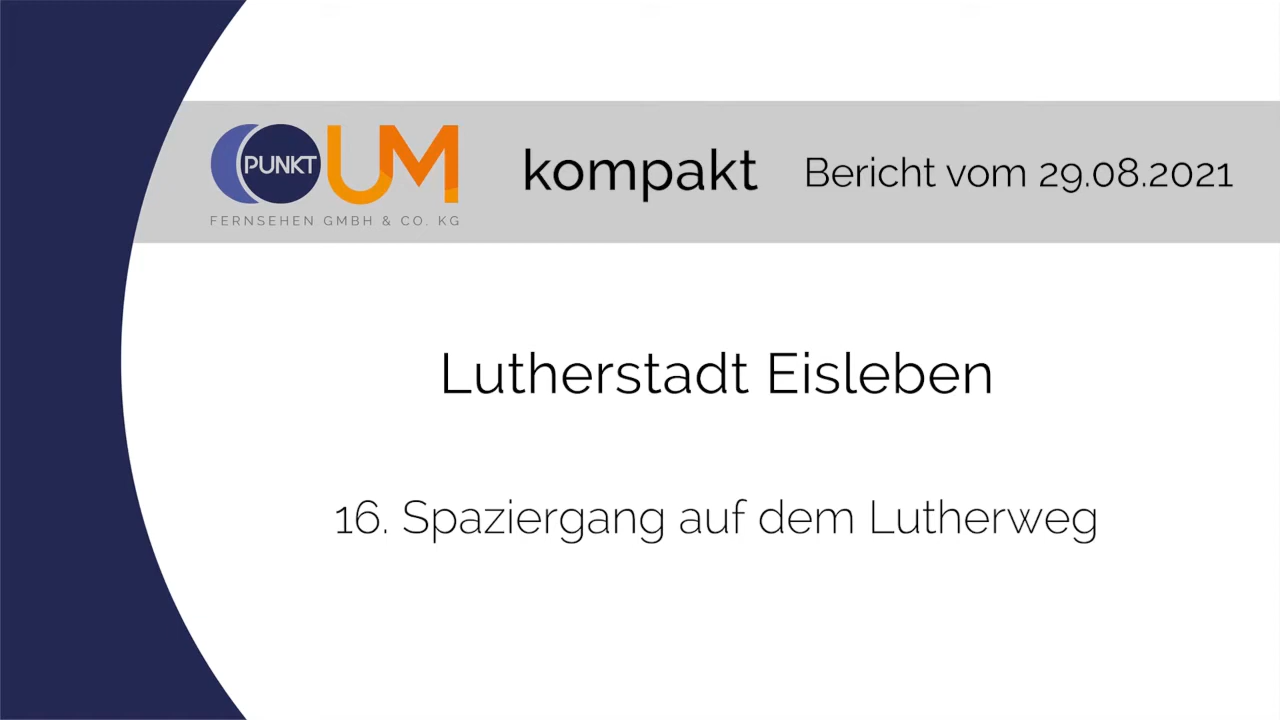 PUNKT UM
FERNSEHEN GMBH & CO. KG
kompakt
Bericht vom 29.08.2021
Lutherstadt Eisleben
16. Spaziergang auf dem Lutherweg